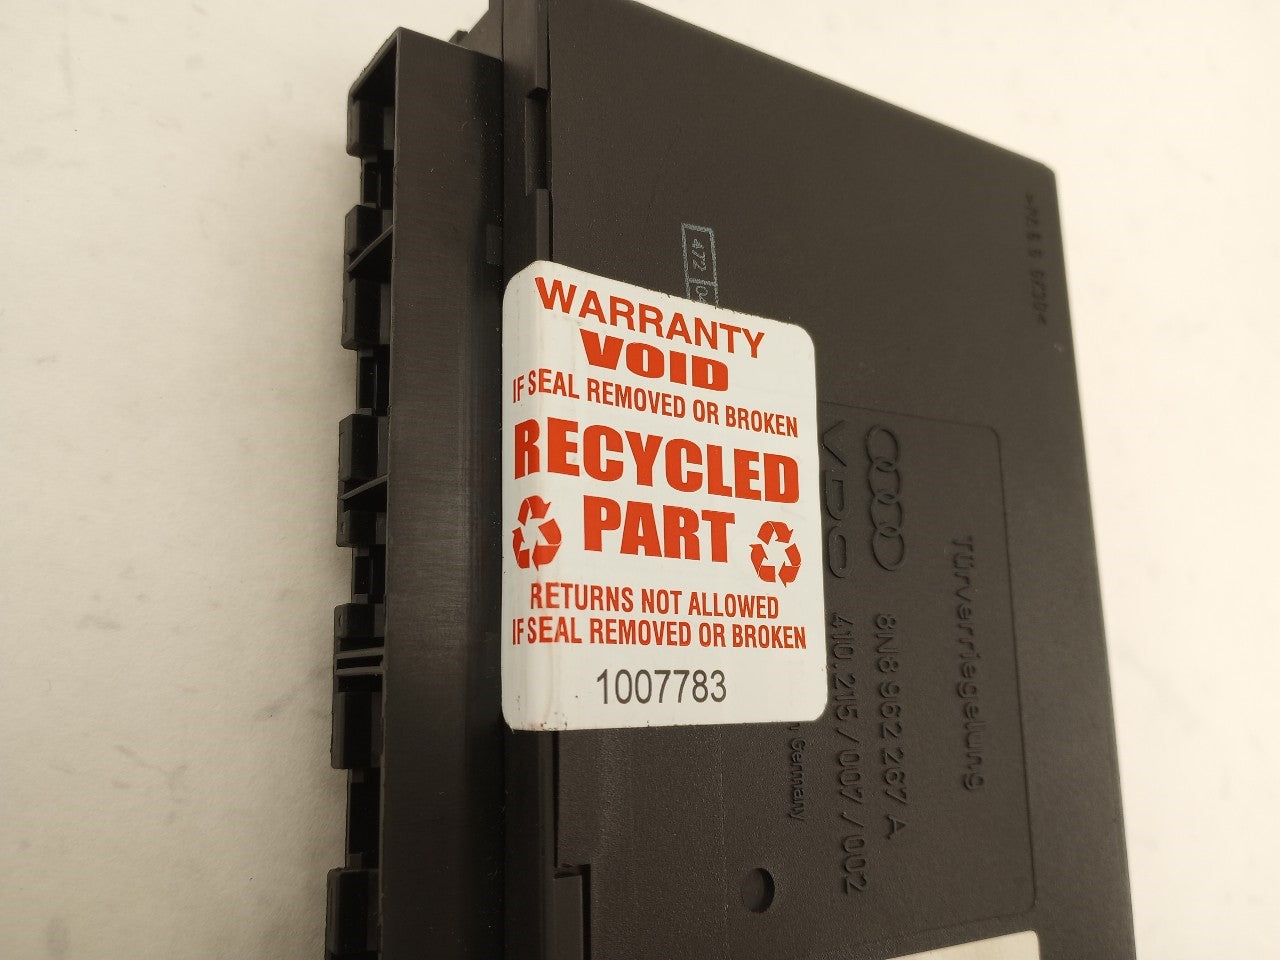 WARRANTY
VOID
IF SEAL REMOVED OR BROKEN
RECYCLED
PART
RETURNS NOT ALLOWED
IF SEAL REMOVED OR BROKEN
1007783
472
Türverriegelung
8N8 962 267 A
VDO 410.215/007/002
Germany